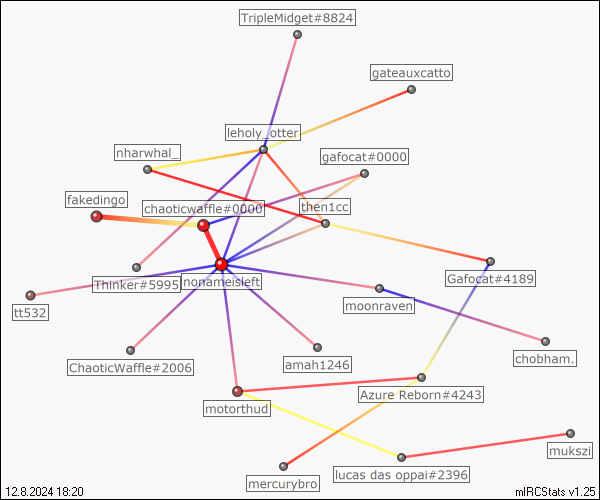 TripleMidget#8824
gateauxcatto
leholy_otter
nharwhal_
gafocat#0000
fakedingo
chaoticwaffle#0000
then1cc
Thinker#5995
nonameisleft
Gafocat#4189
moonraven
tt532
chobham.
ChaoticWaffle#2006
amah1246
Azure Reborn#4243
motorthud
mukszi
lucas das oppai#2396
mercurybro
12.8.2024 18:20
mIRCStats v1.25